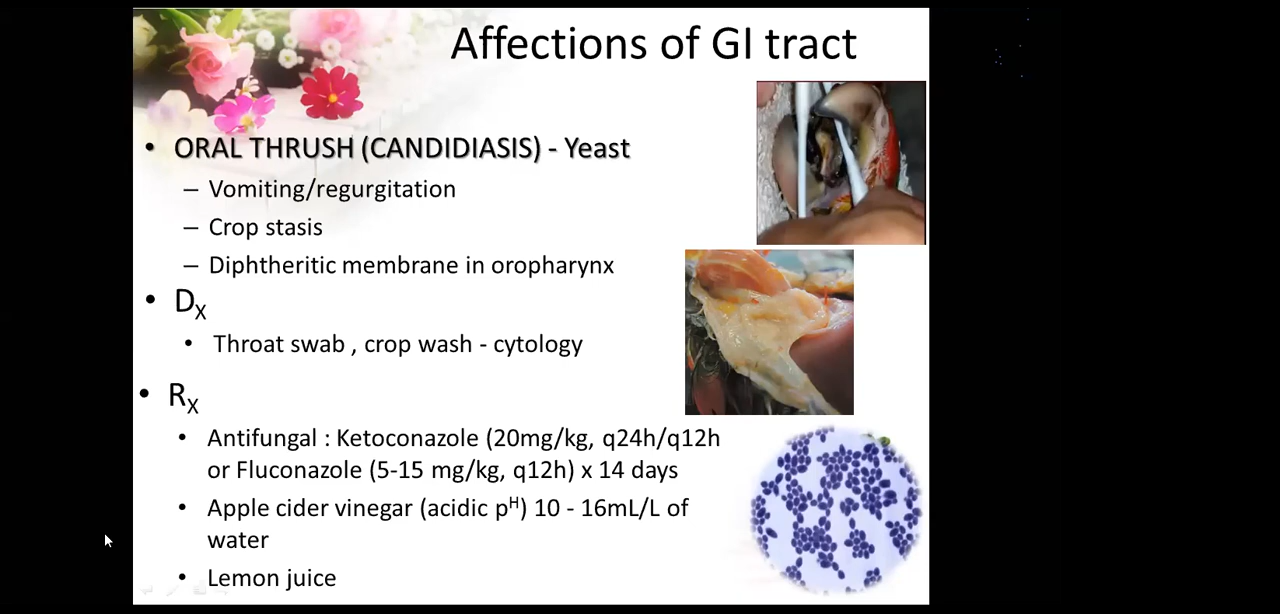 Affections of GI tract
• ORAL THRUSH (CANDIDIASIS) - Yeast
– Vomiting/regurgitation
– Crop stasis
– Diphtheritic membrane in oropharynx
• Dx
• Throat swab , crop wash - cytology
• Rx
• Antifungal : Ketoconazole (20mg/kg, q24h/q12h
or Fluconazole (5-15 mg/kg, q12h) x 14 days
• Apple cider vinegar (acidic pᴴ) 10 - 16mL/L of
water
• Lemon juice